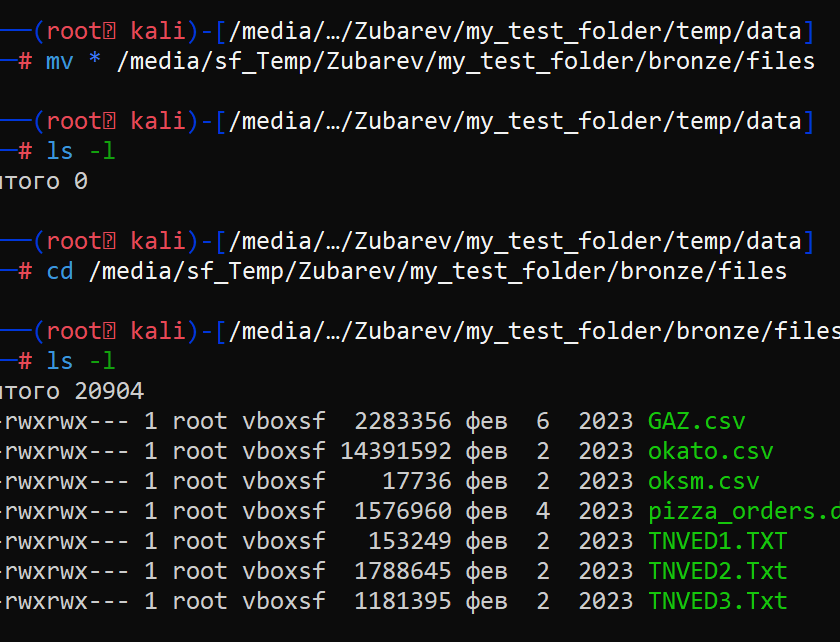 (root kali)-[/media/…/Zubarev/my_test_folder/temp/data]
# mv * /media/sf_Temp/Zubarev/my_test_folder/bronze/files
(root kali)-[/media/…/Zubarev/my_test_folder/temp/data]
# ls -l
итого 0
(root kali)-[/media/…/Zubarev/my_test_folder/temp/data]
# cd /media/sf_Temp/Zubarev/my_test_folder/bronze/files
(root kali)-[/media/…/Zubarev/my_test_folder/bronze/files
# ls -l
итого 20904
-rwxrwx--- 1 root vboxsf 2283356 фев 6 2023 GAZ.csv
-rwxrwx--- 1 root vboxsf 14391592 фев 2 2023 okato.csv
-rwxrwx--- 1 root vboxsf 17736 фев 2 2023 oksm.csv
-rwxrwx--- 1 root vboxsf 1576960 фев 4 2023 pizza_orders.d
-rwxrwx--- 1 root vboxsf 153249 фев 2 2023 TNVED1.TXT
-rwxrwx--- 1 root vboxsf 1788645 фев 2 2023 TNVED2.Txt
-rwxrwx--- 1 root vboxsf 1181395 фев 2 2023 TNVED3.Txt